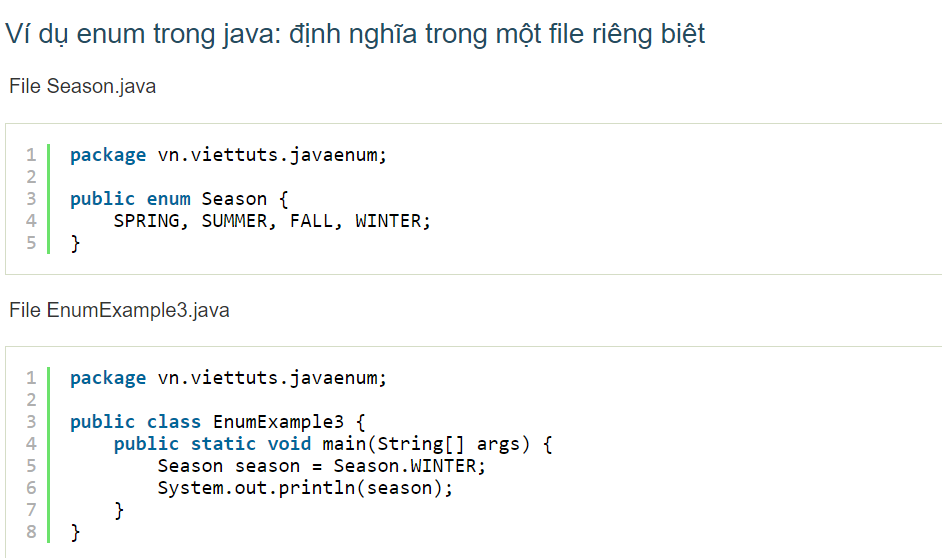 Ví dụ enum trong java: định nghĩa trong một file riêng biệt
File Season.java
1 package vn.viettuts.javaenum;
2
3 public enum Season {
4     SPRING, SUMMER, FALL, WINTER;
5 }
File EnumExample3.java
1 package vn.viettuts.javaenum;
2
3 public class EnumExample3 {
4     public static void main(String[] args) {
5         Season season = Season.WINTER;
6         System.out.println(season);
7     }
8 }